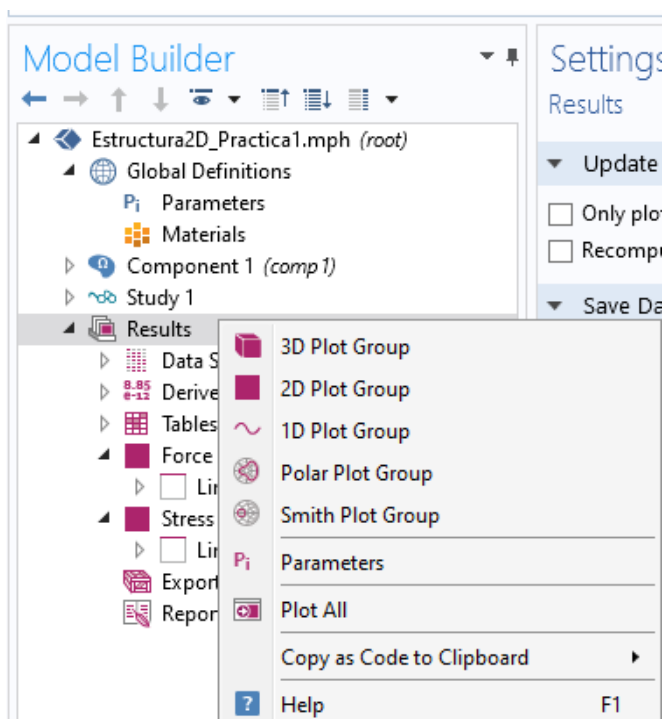 Model Builder
Settings
Results
Estructura2D_Practica1.mph (root)
Global Definitions
Pi Parameters
Materials
Component 1 (comp1)
Study 1
Results
Data S
8.85
e-12
Derive
Tables
Force
Lin
Stress
Lin
Export
Repor
3D Plot Group
2D Plot Group
1D Plot Group
Polar Plot Group
Smith Plot Group
Pi Parameters
Plot All
Copy as Code to Clipboard
? Help F1
Update
Only plot
Recompu
Save Da